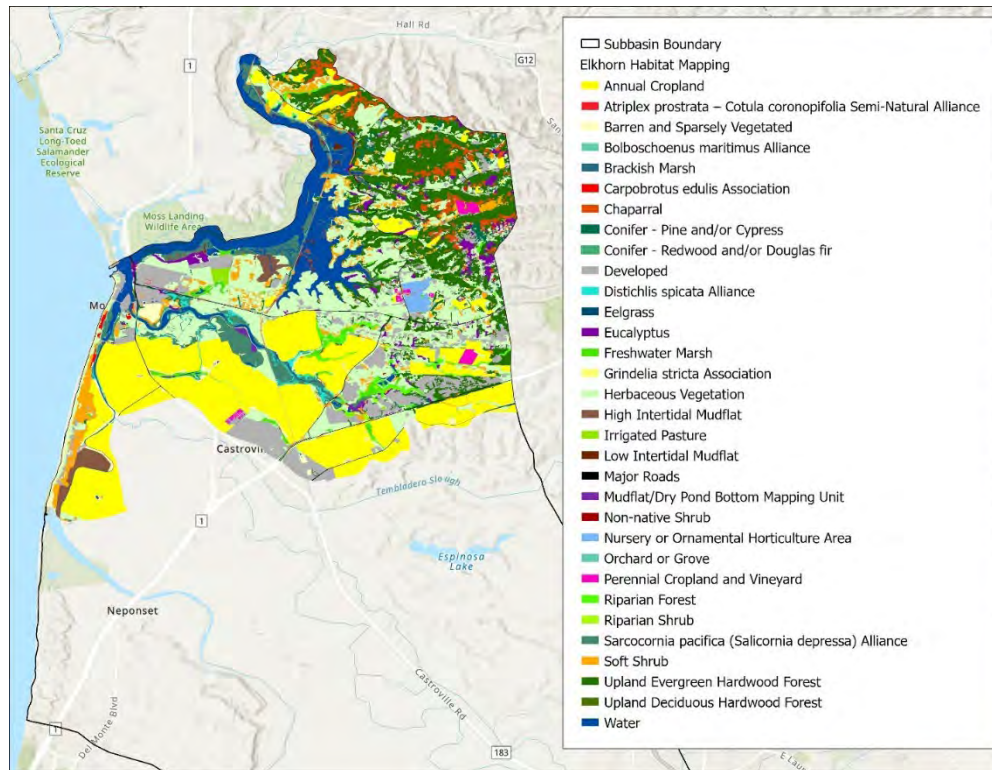 Hall Rd
1
G12
San
Santa Cruz
Long-Toed
Salamander
Ecological
Reserve
Moss Landing
Wildlife Area
Mo
Castrovil
Tembladero Slough
1
Espinosa
Lake
Neponset
Castroville Rd
Del Monte Blvd
1
183
E Lau
Subbasin Boundary
Elkhorn Habitat Mapping
Annual Cropland
Atriplex prostrata – Cotula coronopifolia Semi-Natural Alliance
Barren and Sparsely Vegetated
Bolboschoenus maritimus Alliance
Brackish Marsh
Carpobrotus edulis Association
Chaparral
Conifer - Pine and/or Cypress
Conifer - Redwood and/or Douglas fir
Developed
Distichlis spicata Alliance
Eelgrass
Eucalyptus
Freshwater Marsh
Grindelia stricta Association
Herbaceous Vegetation
High Intertidal Mudflat
Irrigated Pasture
Low Intertidal Mudflat
Major Roads
Mudflat/Dry Pond Bottom Mapping Unit
Non-native Shrub
Nursery or Ornamental Horticulture Area
Orchard or Grove
Perennial Cropland and Vineyard
Riparian Forest
Riparian Shrub
Sarcocornia pacifica (Salicornia depressa) Alliance
Soft Shrub
Upland Evergreen Hardwood Forest
Upland Deciduous Hardwood Forest
Water